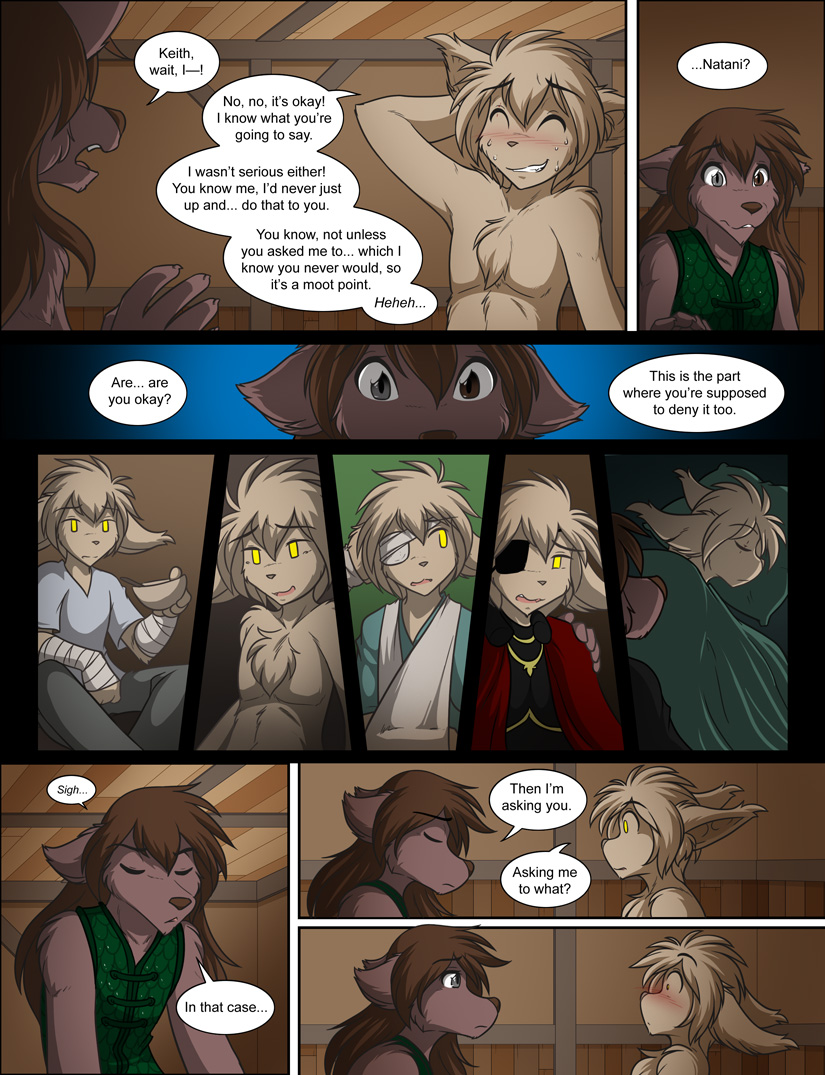 Keith,
wait, I—!
No, no, it's okay!
I know what you're
going to say.
I wasn't serious either!
You know me, I'd never just
up and... do that to you.
You know, not unless
you asked me to... which I
know you never would, so
it's a moot point.
Heheh...
...Natani?
Are... are
you okay?
This is the part
where you're supposed
to deny it too.
Sigh...
In that case...
Then I'm
asking you.
Asking me
to what?